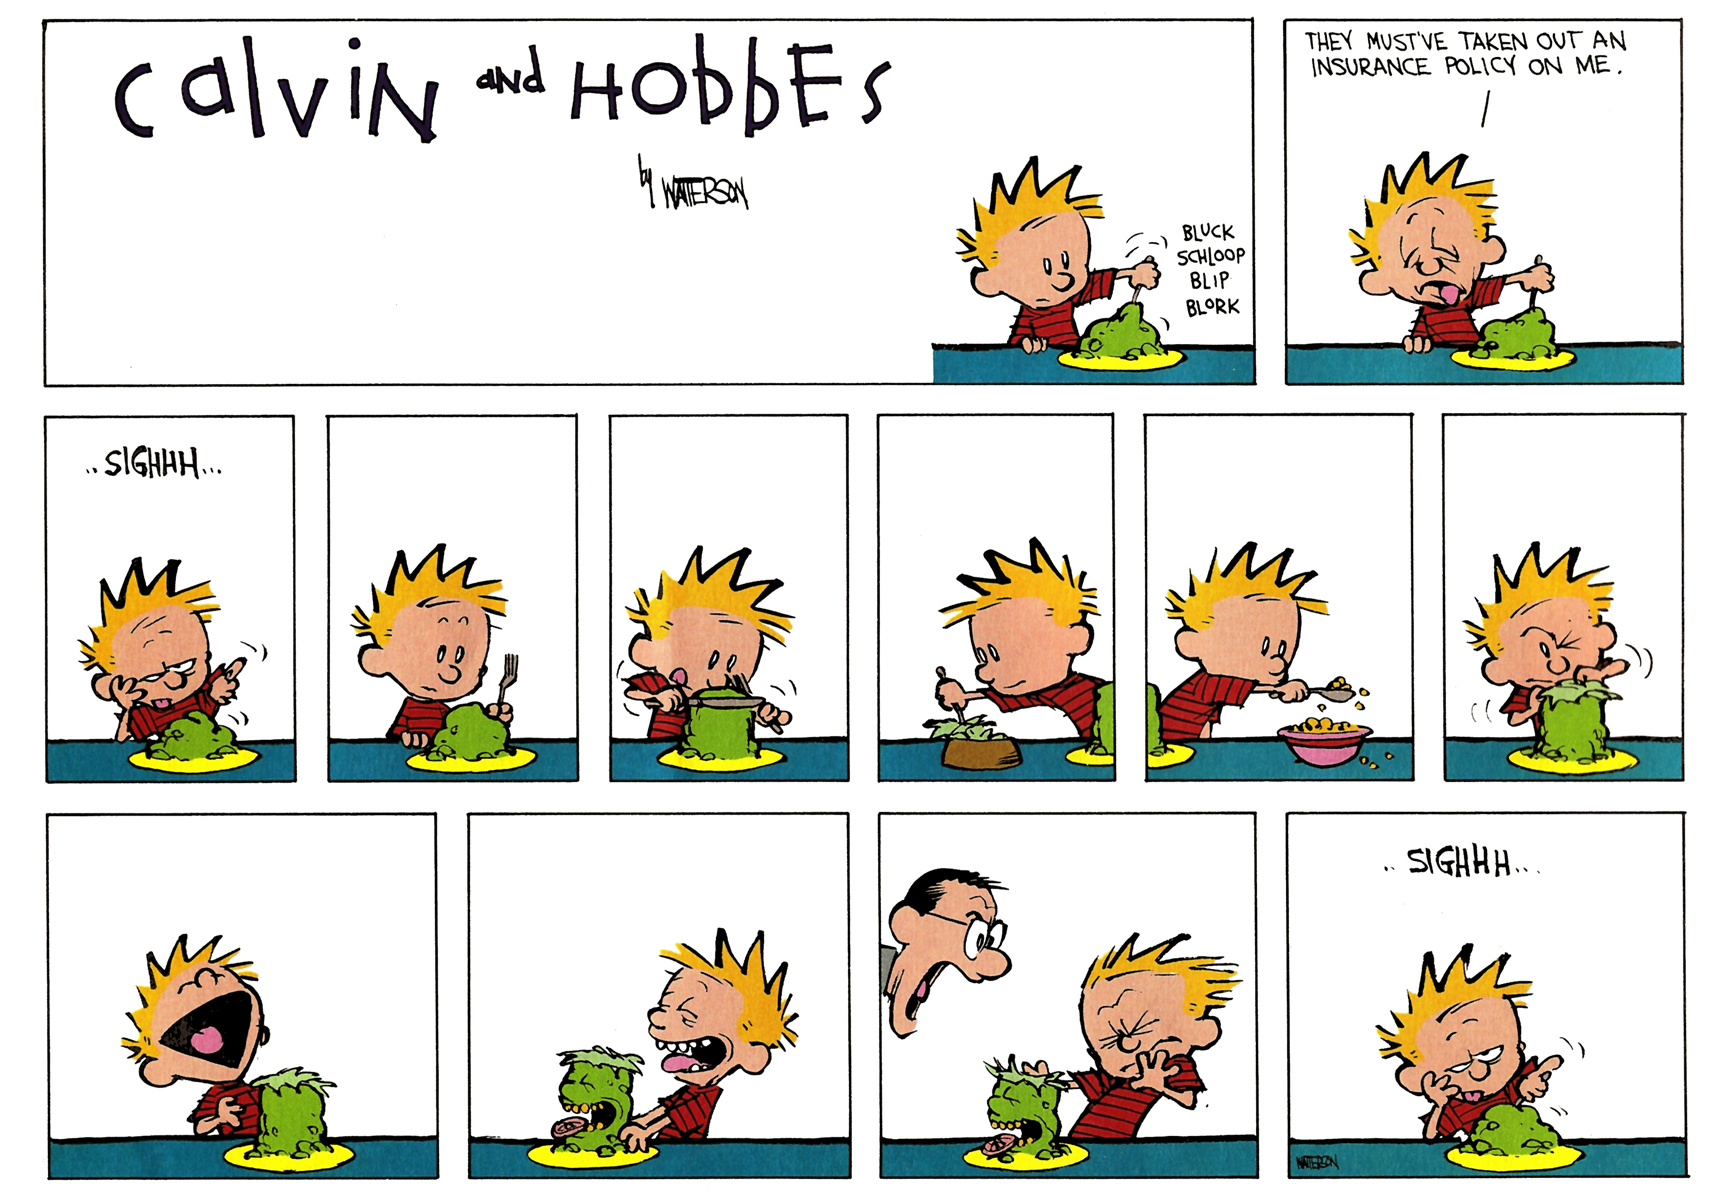 Calvin and Hobbes
by WATTERSON
BLUCK
SCHLOOP
BLIP
BLORK
THEY MUST'VE TAKEN OUT AN
INSURANCE POLICY ON ME.
..SIGHHH...
..SIGHHH...
WATTERSON